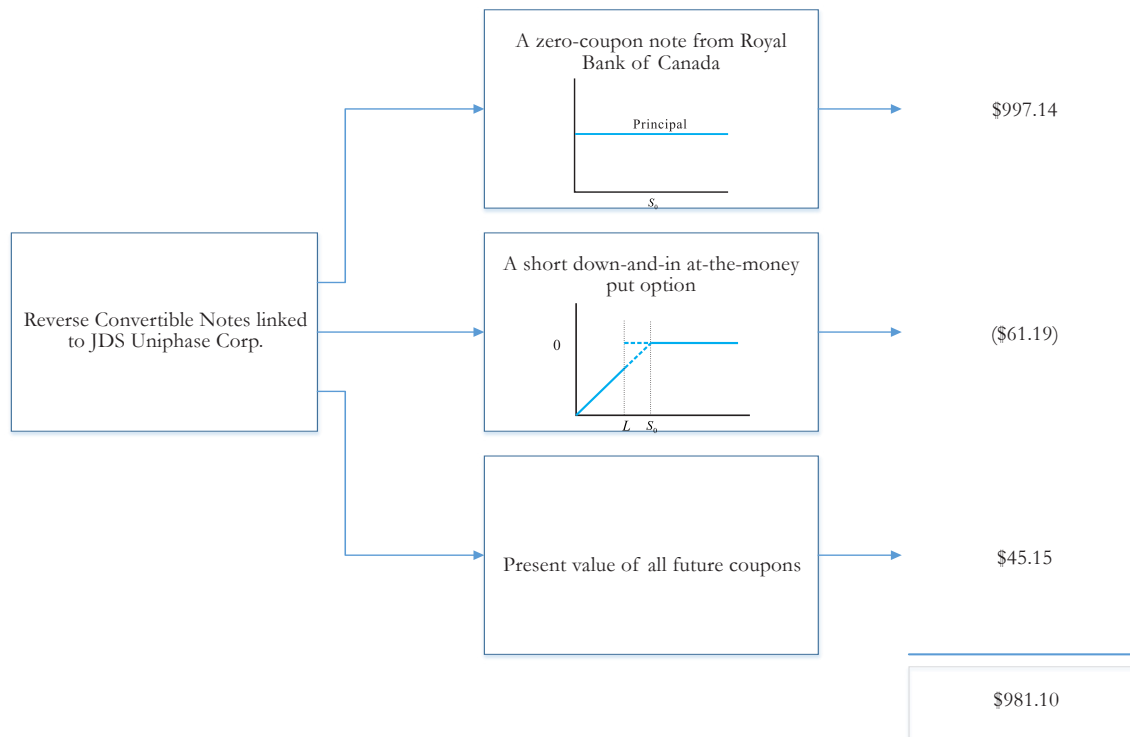 A zero-coupon note from Royal
Bank of Canada
Principal
S₀
$997.14
Reverse Convertible Notes linked
to JDS Uniphase Corp.
A short down-and-in at-the-money
put option
0
L S₀
($61.19)
Present value of all future coupons
$45.15
$981.10